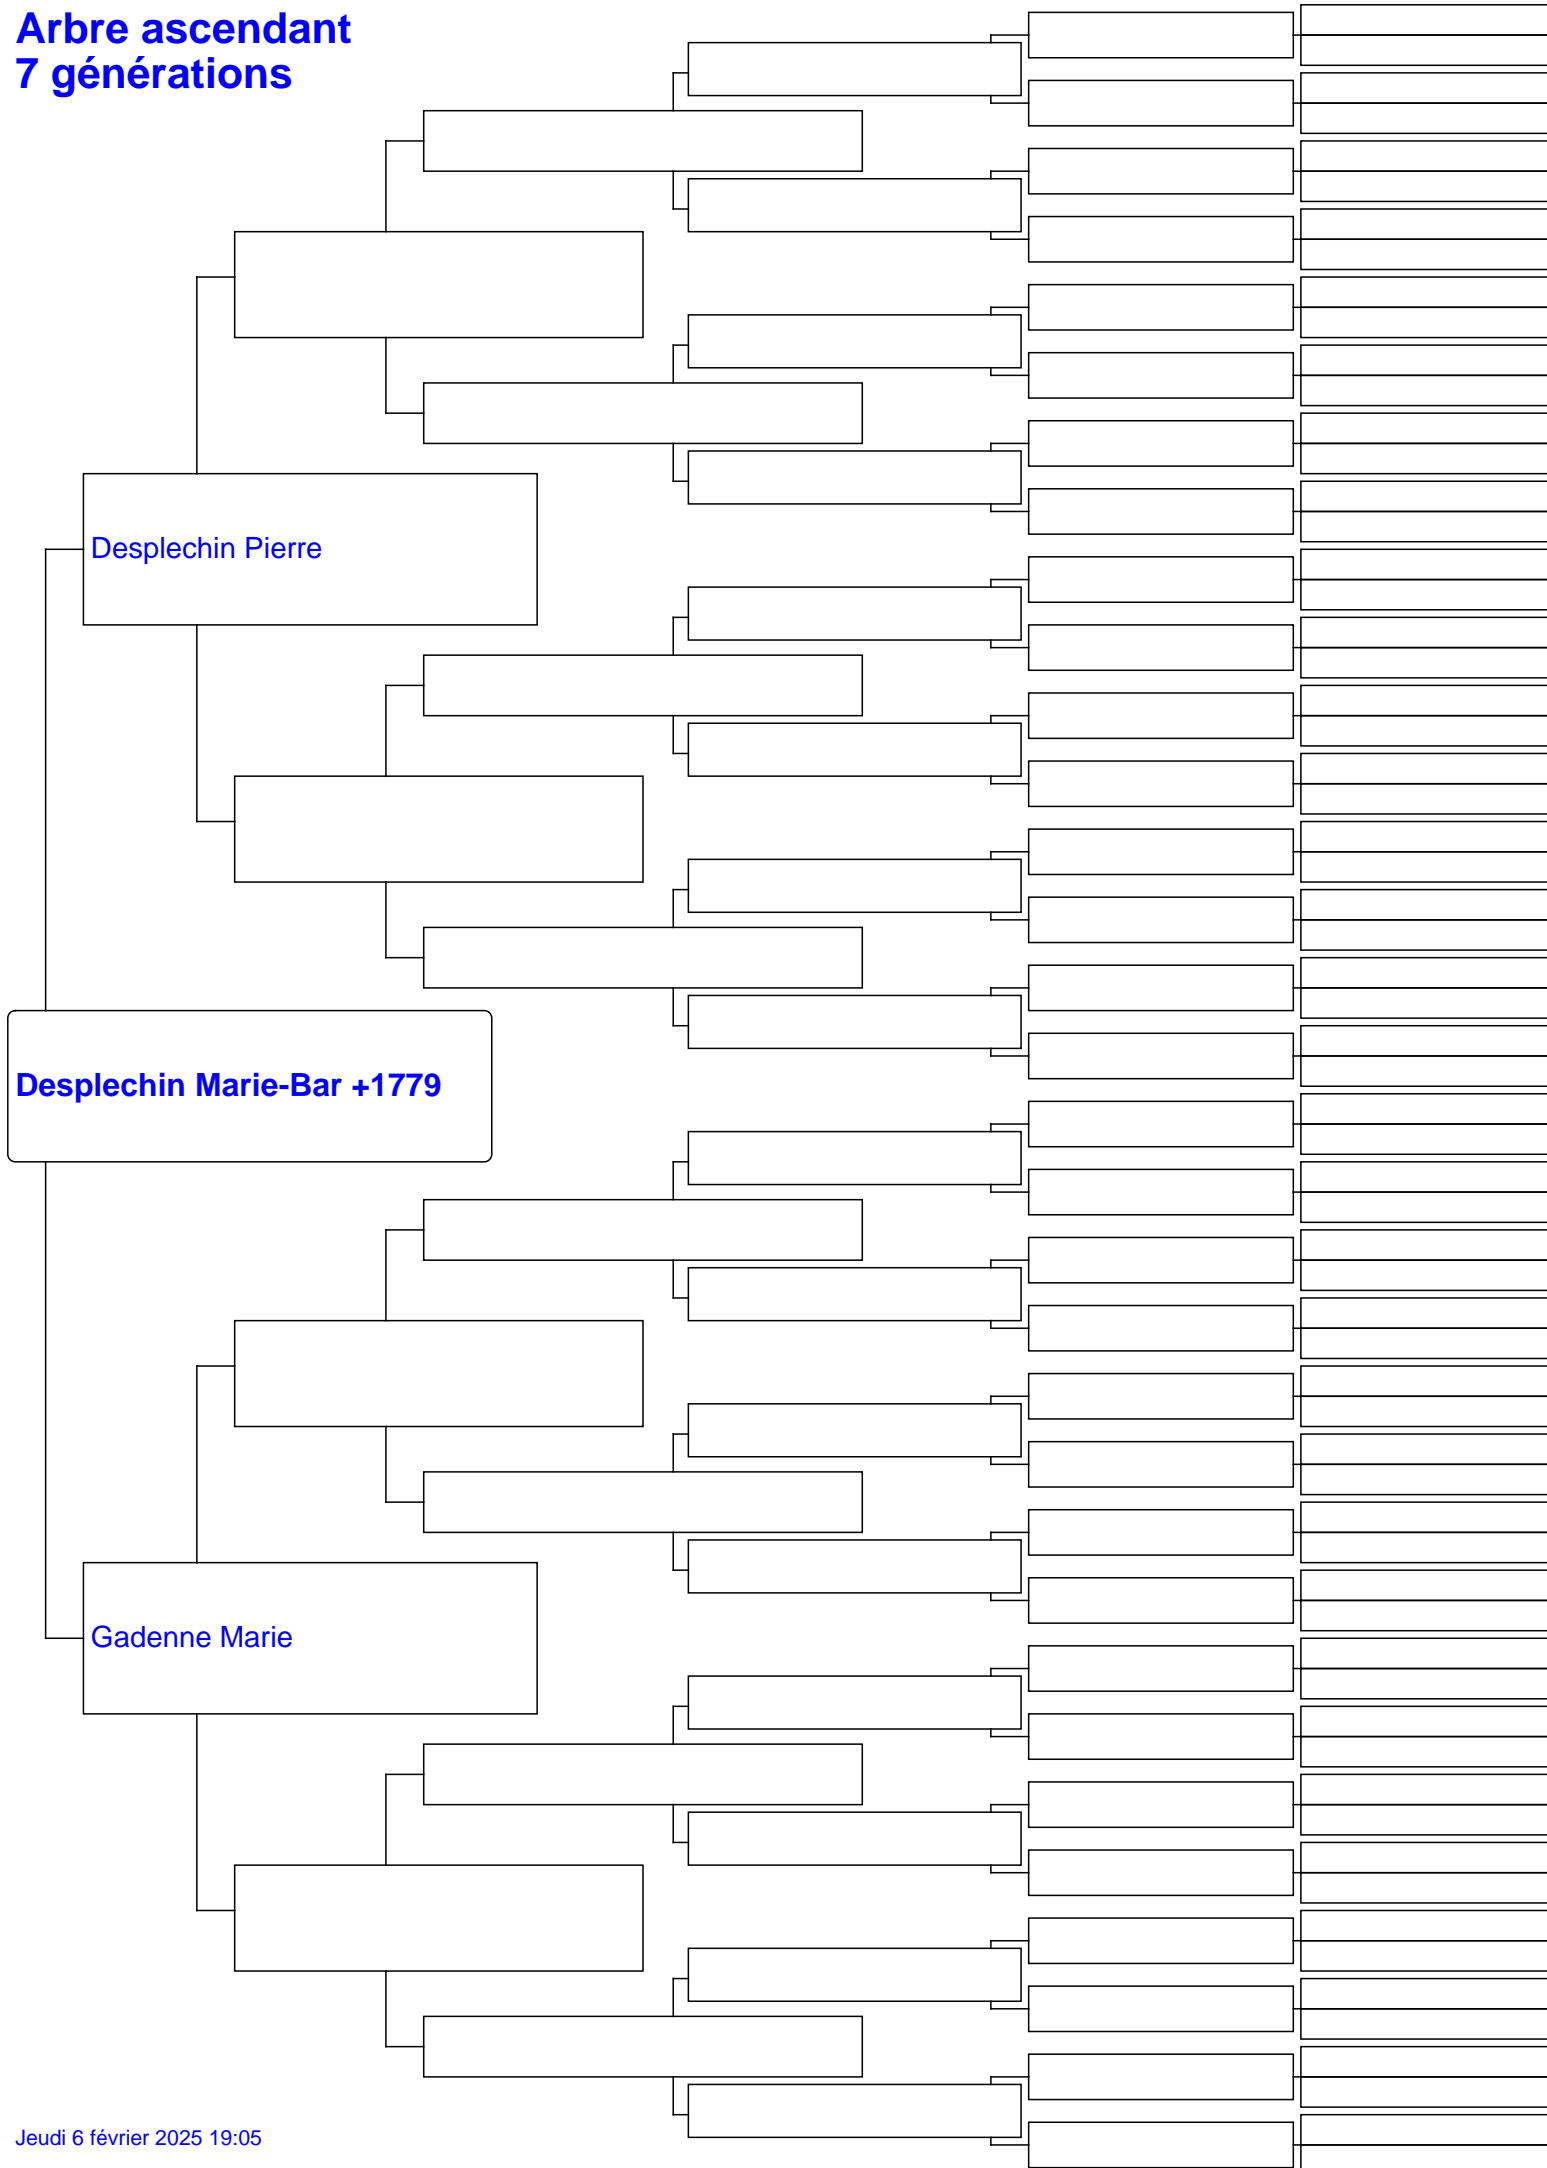 Arbre ascendant
7 générations
Desplechin Pierre
Desplechin Marie-Bar +1779
Gadenne Marie
Jeudi 6 février 2025 19:05